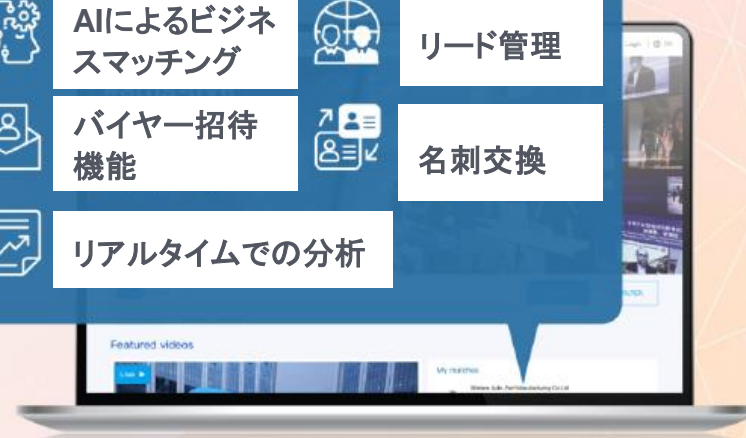 AIによるビジネ
スマッチング
リード管理
バイヤー招待
機能
名刺交換
リアルタイムでの分析
Featured videos
My matches